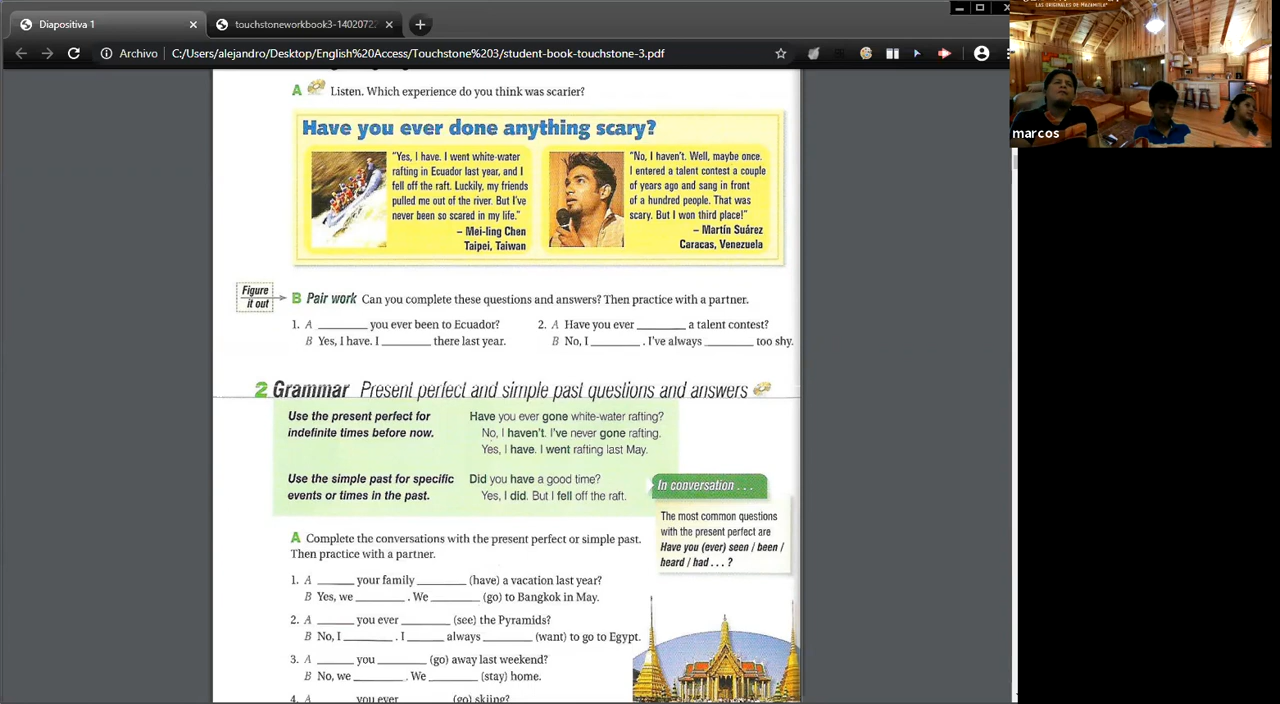 Diapositiva 1
touchstoneworkbook3-1402072
Archivo
C:/Users/alejandro/Desktop/English%20Access/Touchstone%203/student-book-touchstone-3.pdf
LAS ORIGINALES DE MAZAMITLA
marcos
A Listen. Which experience do you think was scarier?
Have you ever done anything scary?
"Yes, I have. I went white-water
rafting in Ecuador last year, and I
fell off the raft. Luckily, my friends
pulled me out of the river. But I've
never been so scared in my life."
– Mei-ling Chen
Taipei, Taiwan
"No, I haven't. Well, maybe once.
I entered a talent contest a couple
of years ago and sang in front
of a hundred people. That was
scary. But I won third place!"
– Martín Suárez
Caracas, Venezuela
Figure
it out
B Pair work Can you complete these questions and answers? Then practice with a partner.
1. A ________ you ever been to Ecuador?
B Yes, I have. I ________ there last year.
2. A Have you ever ________ a talent contest?
B No, I ________ . I've always ________ too shy.
2 Grammar Present perfect and simple past questions and answers
Use the present perfect for
indefinite times before now.
Have you ever gone white-water rafting?
No, I haven't. I've never gone rafting.
Yes, I have. I went rafting last May.
Use the simple past for specific
events or times in the past.
Did you have a good time?
Yes, I did. But I fell off the raft.
In conversation . . .
The most common questions
with the present perfect are
Have you (ever) seen / been /
heard / had . . . ?
A Complete the conversations with the present perfect or simple past.
Then practice with a partner.
1. A ______ your family ________ (have) a vacation last year?
B Yes, we ________ . We ________ (go) to Bangkok in May.
2. A ______ you ever ________ (see) the Pyramids?
B No, I ________ . I ______ always ________ (want) to go to Egypt.
3. A ______ you ________ (go) away last weekend?
B No, we ________ . We ________ (stay) home.
4. A ______ you ever ________ (go) skiing?